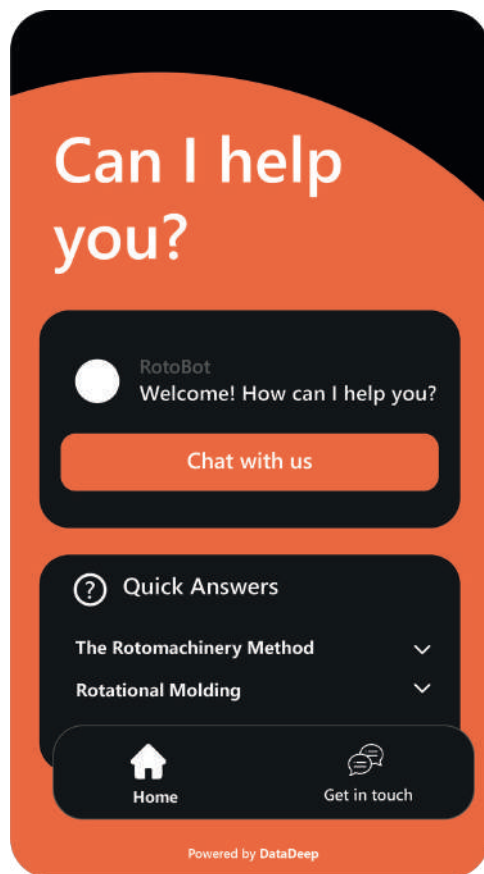 Can I help
you?
RotoBot
Welcome! How can I help you?
Chat with us
? Quick Answers
The Rotomachinery Method
Rotational Molding
Home
Get in touch
Powered by DataDeep